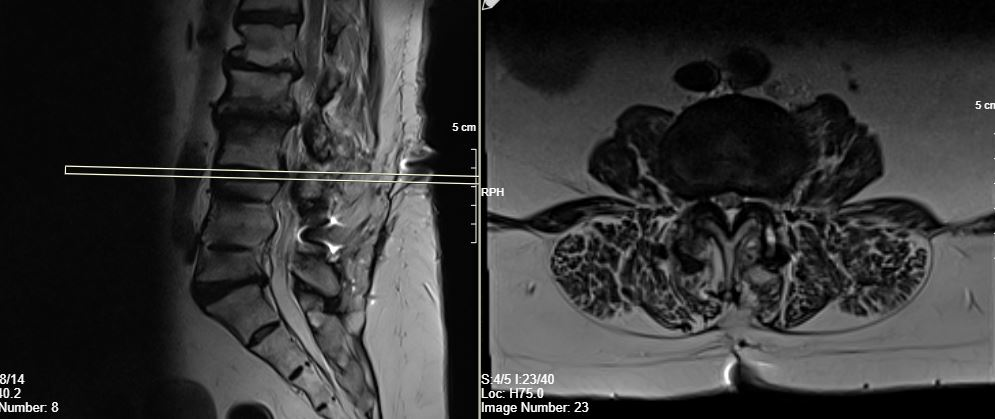 5 cm
8/14
40.2
Number: 8
5 cm
RPH
S:4/5 I:23/40
Loc: H75.0
Image Number: 23